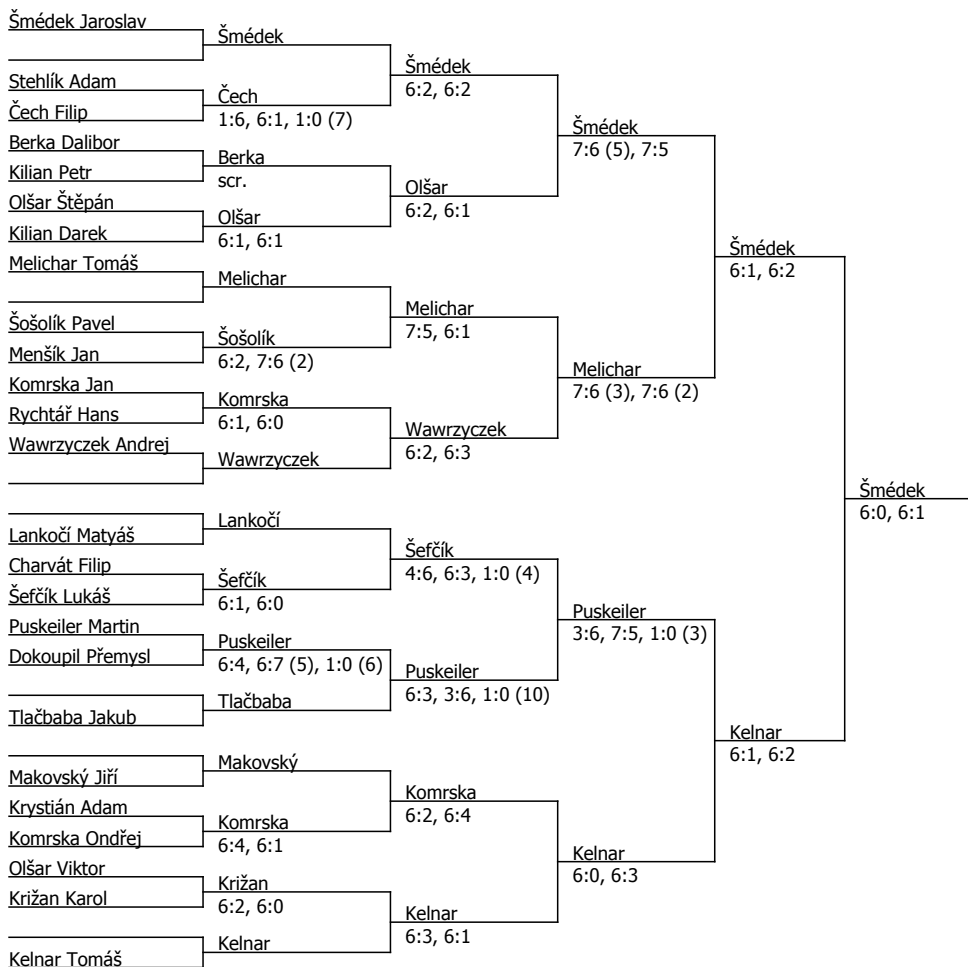 Šmédek Jaroslav
Stehlík Adam
Čech Filip
Berka Dalibor
Kilian Petr
Olšar Štěpán
Kilian Darek
Melichar Tomáš
Šošolík Pavel
Menšík Jan
Komrska Jan
Rychtář Hans
Wawrzyczek Andrej
Lankočí Matyáš
Charvát Filip
Šefčík Lukáš
Puskeiler Martin
Dokoupil Přemysl
Tlačbaba Jakub
Makovský Jiří
Krystián Adam
Komrska Ondřej
Olšar Viktor
Križan Karol
Kelnar Tomáš
Šmédek
Čech
1:6, 6:1, 1:0 (7)
Berka
scr.
Olšar
6:1, 6:1
Melichar
Šošolík
6:2, 7:6 (2)
Komrska
6:1, 6:0
Wawrzyczek
Lankočí
Šefčík
6:1, 6:0
Puskeiler
6:4, 6:7 (5), 1:0 (6)
Tlačbaba
Makovský
Komrska
6:4, 6:1
Križan
6:2, 6:0
Kelnar
Šmédek
6:2, 6:2
Olšar
6:2, 6:1
Melichar
7:5, 6:1
Wawrzyczek
6:2, 6:3
Šefčík
4:6, 6:3, 1:0 (4)
Puskeiler
6:3, 3:6, 1:0 (10)
Komrska
6:2, 6:4
Kelnar
6:3, 6:1
Šmédek
7:6 (5), 7:5
Melichar
7:6 (3), 7:6 (2)
Puskeiler
3:6, 7:5, 1:0 (3)
Kelnar
6:0, 6:3
Šmédek
6:1, 6:2
Kelnar
6:1, 6:2
Šmédek
6:0, 6:1